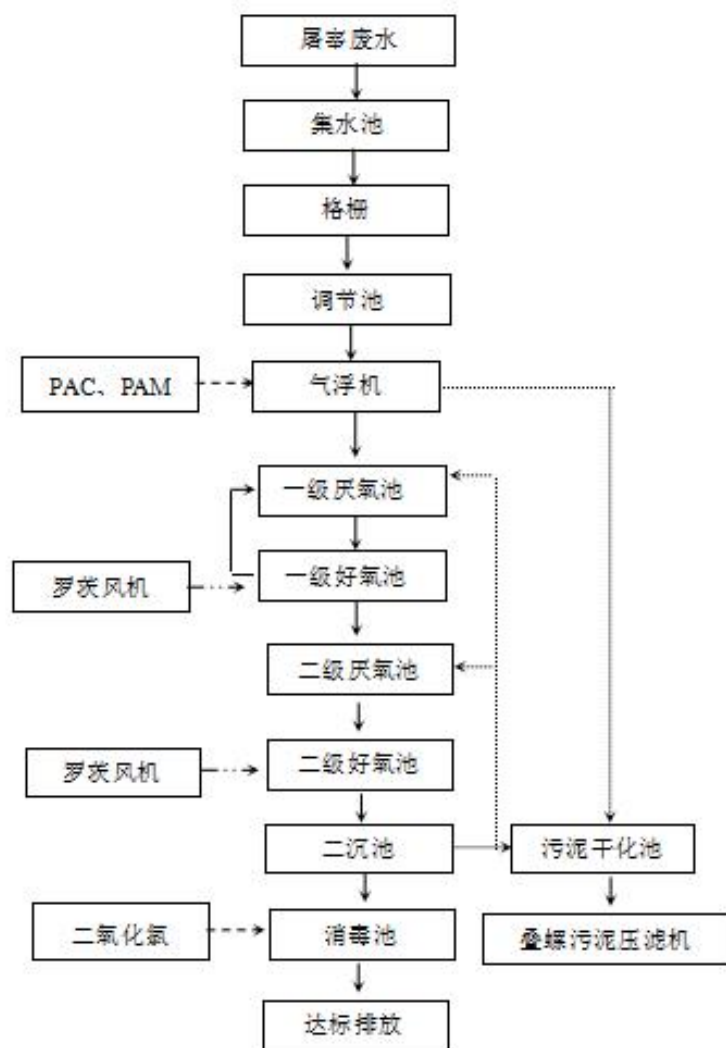 屠宰废水
集水池
格栅
调节池
PAC、PAM
气浮机
一级厌氧池
一级好氧池
罗茨风机
二级厌氧池
二级好氧池
罗茨风机
二沉池
污泥干化池
二氧化氯
消毒池
叠螺污泥压滤机
达标排放